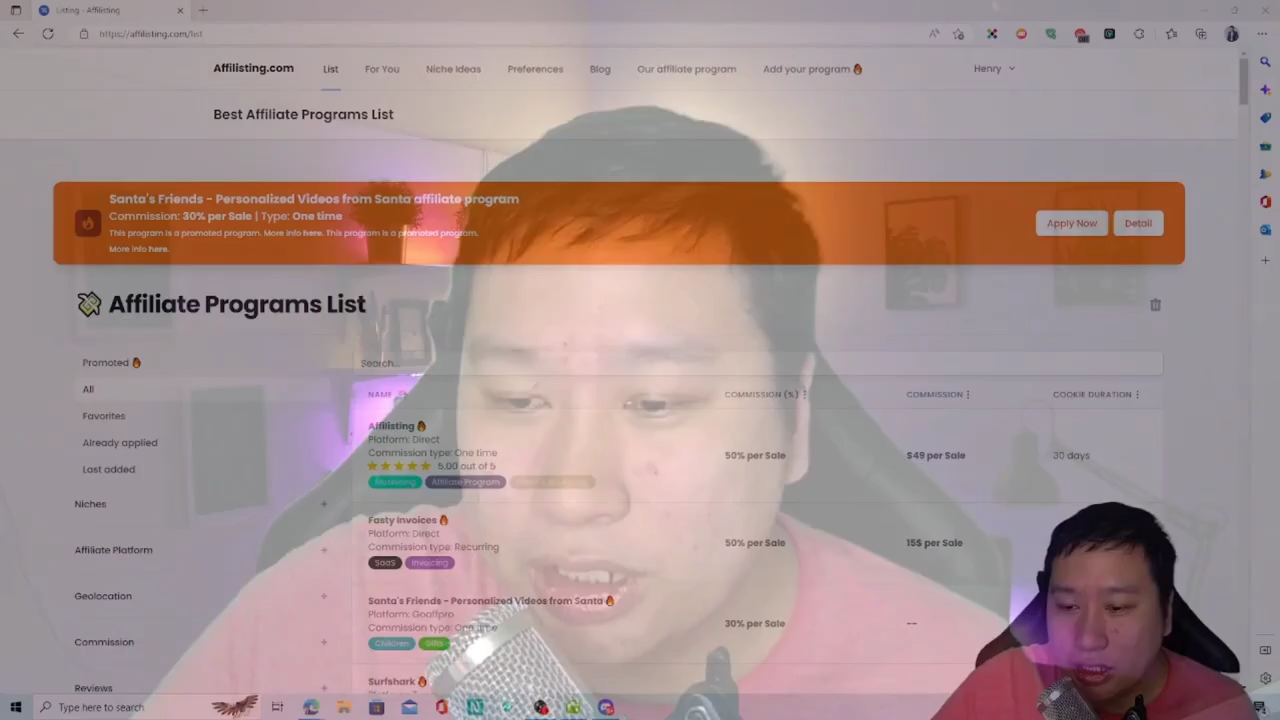 Listing - Affilisting
https://affilisting.com/list
Affilisting.com
List
For You
Niche Ideas
Preferences
Blog
Our affiliate program
Add your program
Henry
Best Affiliate Programs List
Santa's Friends - Personalized Videos from Santa affiliate program
Commission: 30% per Sale | Type: One time
This program is a promoted program. More info here. This program is a promoted program.
More info here.
Apply Now
Detail
Affiliate Programs List
Promoted
All
Favorites
Already applied
Last added
Niches
Affiliate Platform
Geolocation
Commission
Reviews
Search...
NAME
COMMISSION (%)
COMMISSION
COOKIE DURATION
Affilisting
Platform: Direct
Commission type: One time
5.00 out of 5
Marketing
Affiliate Program
50% per Sale
$49 per Sale
30 days
Fasty Invoices
Platform: Direct
Commission type: Recurring
SaaS
Invoicing
50% per Sale
15$ per Sale
Santa's Friends - Personalized Videos from Santa
Platform: Goaffpro
Commission type: One time
Children
Gifts
30% per Sale
--
Surfshark
Type here to search